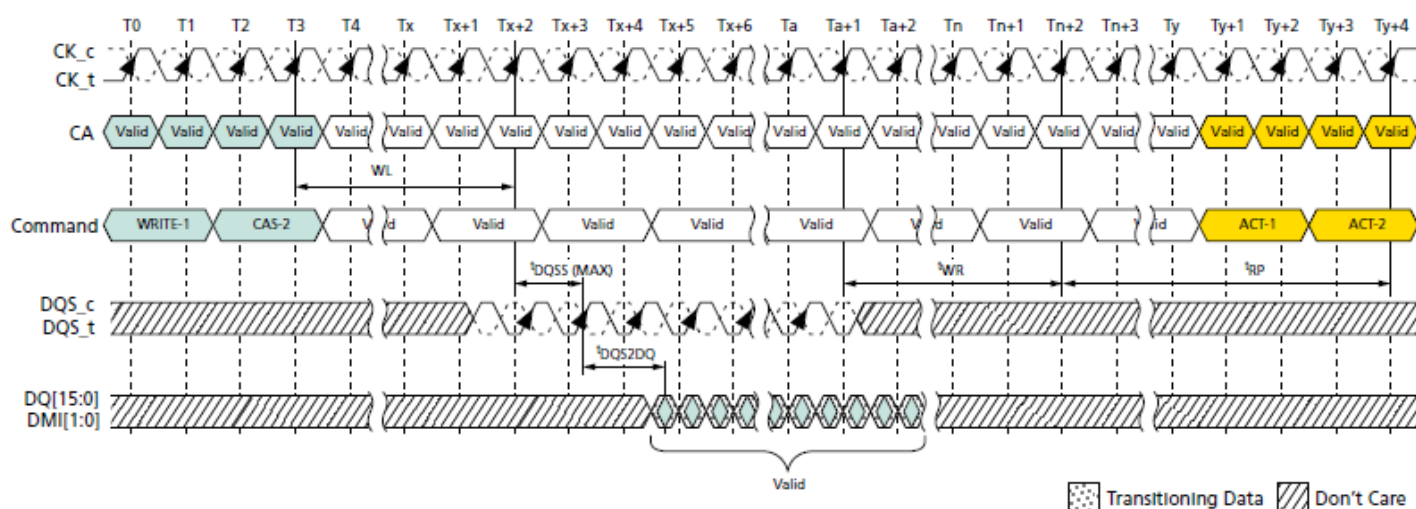 T0 T1 T2 T3 T4 Tx Tx+1 Tx+2 Tx+3 Tx+4 Tx+5 Tx+6 Ta Ta+1 Ta+2 Tn Tn+1 Tn+2 Tn+3 Ty Ty+1 Ty+2 Ty+3 Ty+4
CK_c
CK_t
CA Valid Valid Valid Valid Valid Valid Valid Valid Valid Valid Valid Valid Valid Valid Valid Valid Valid Valid Valid Valid Valid Valid Valid Valid
WL
Command WRITE-1 CAS-2 Valid Valid Valid Valid Valid Valid Valid Valid ACT-1 ACT-2
tDQSS (MAX) tWR tRP
DQS_c
DQS_t
tDQS2DQ
DQ[15:0]
DMI[1:0]
Valid
Transitioning Data Don't Care